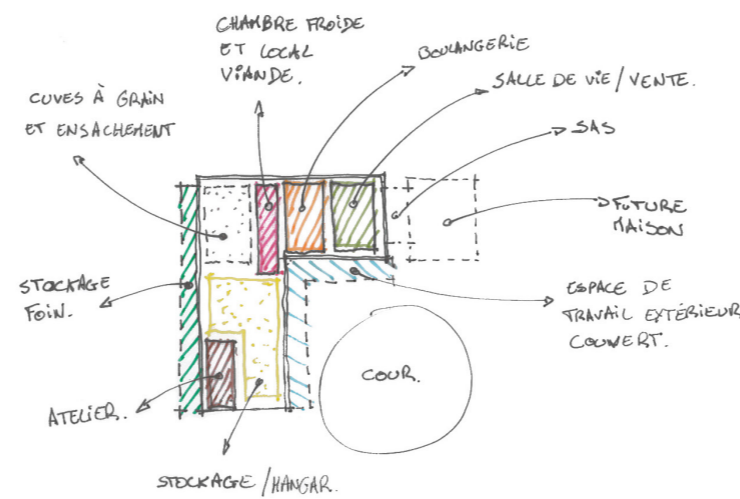 CHAMBRE FROIDE
ET LOCAL
VIANDE.
BOULANGERIE
SALLE DE VIE / VENTE.
SAS
CUVES À GRAIN
ET ENSACHEMENT
FUTURE
MAISON
STOCKAGE
FOIN.
ESPACE DE
TRAVAIL EXTÉRIEUR
COUVERT.
COUR.
ATELIER.
STOCKAGE / HANGAR.